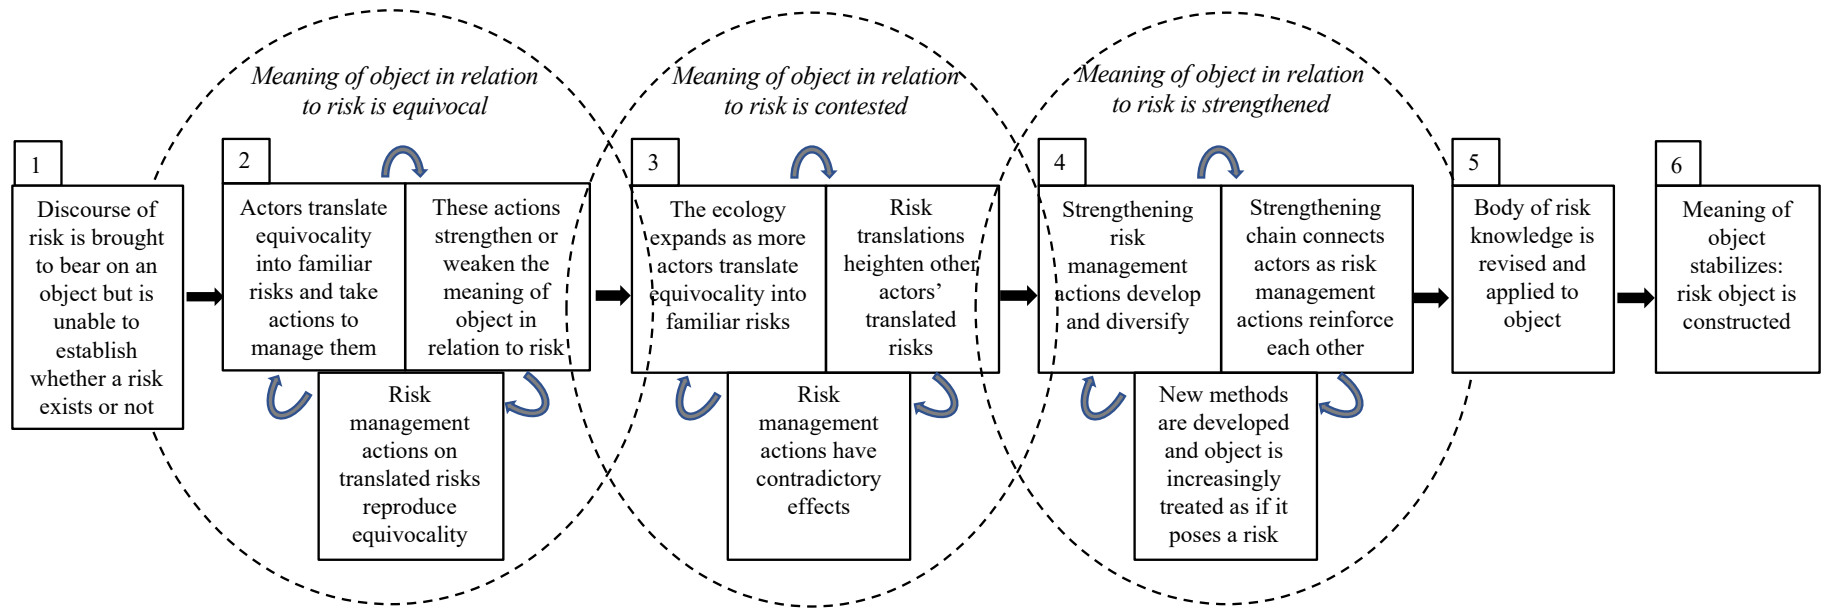 Meaning of object in relation
to risk is equivocal
Meaning of object in relation
to risk is contested
Meaning of object in relation
to risk is strengthened
1
Discourse of
risk is brought
to bear on an
object but is
unable to
establish
whether a risk
exists or not
2
Actors translate
equivocality
into familiar
risks and take
actions to
manage them
These actions
strengthen or
weaken the
meaning of
object in
relation to risk
Risk
management
actions on
translated risks
reproduce
equivocality
3
The ecology
expands as more
actors translate
equivocality into
familiar risks
Risk
translations
heighten other
actors’
translated
risks
Risk
management
actions have
contradictory
effects
4
Strengthening
risk
management
actions develop
and diversify
Strengthening
chain connects
actors as risk
management
actions reinforce
each other
New methods
are developed
and object is
increasingly
treated as if it
poses a risk
5
Body of risk
knowledge is
revised and
applied to
object
6
Meaning of
object
stabilizes:
risk object is
constructed